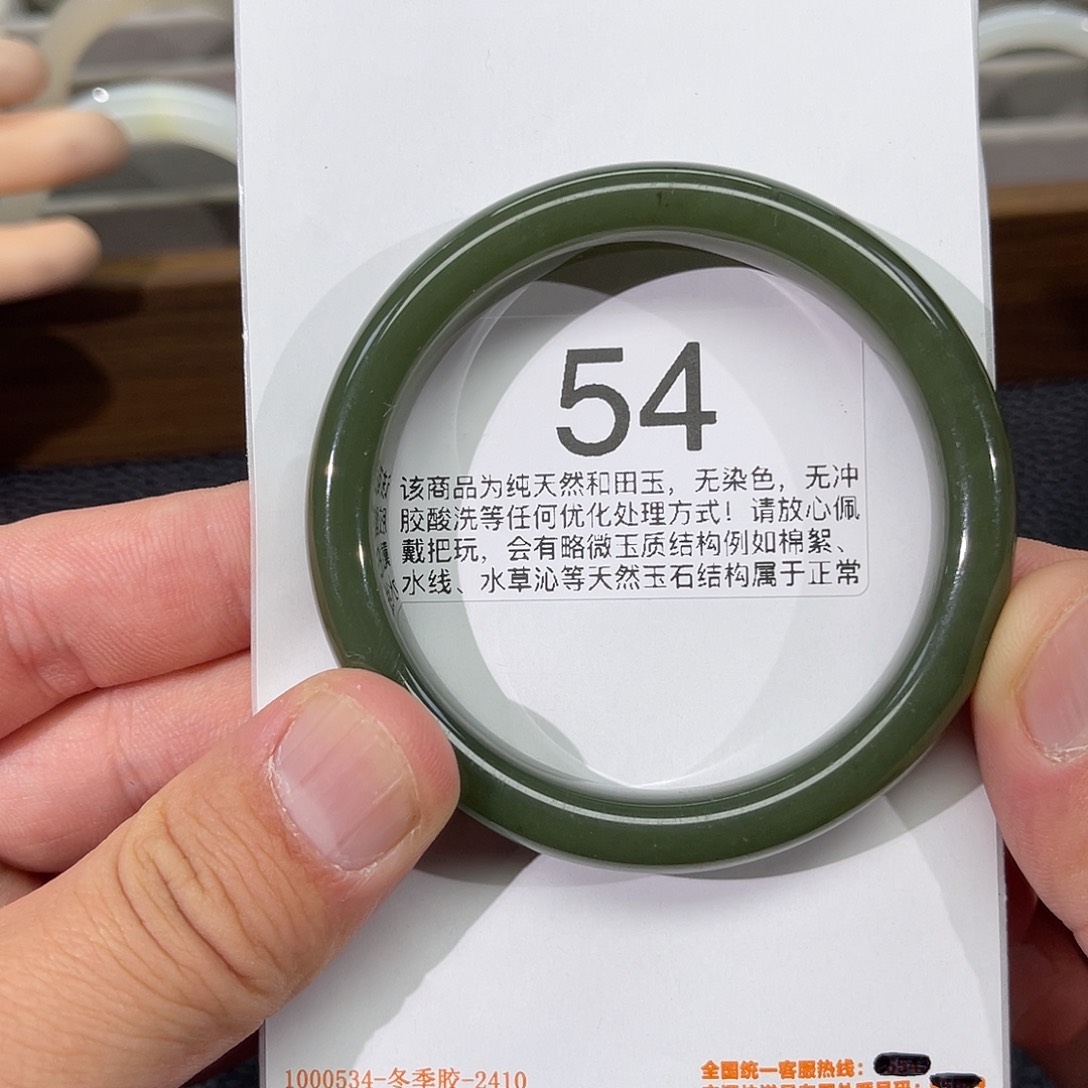 54
该商品为纯天然和田玉，无染色，无冲
胶酸洗等任何优化处理方式！请放心佩
戴把玩，会有略微玉质结构例如棉絮、
水线、水草沁等天然玉石结构属于正常
1000534-冬季胶-2410
全国统一客服热线：